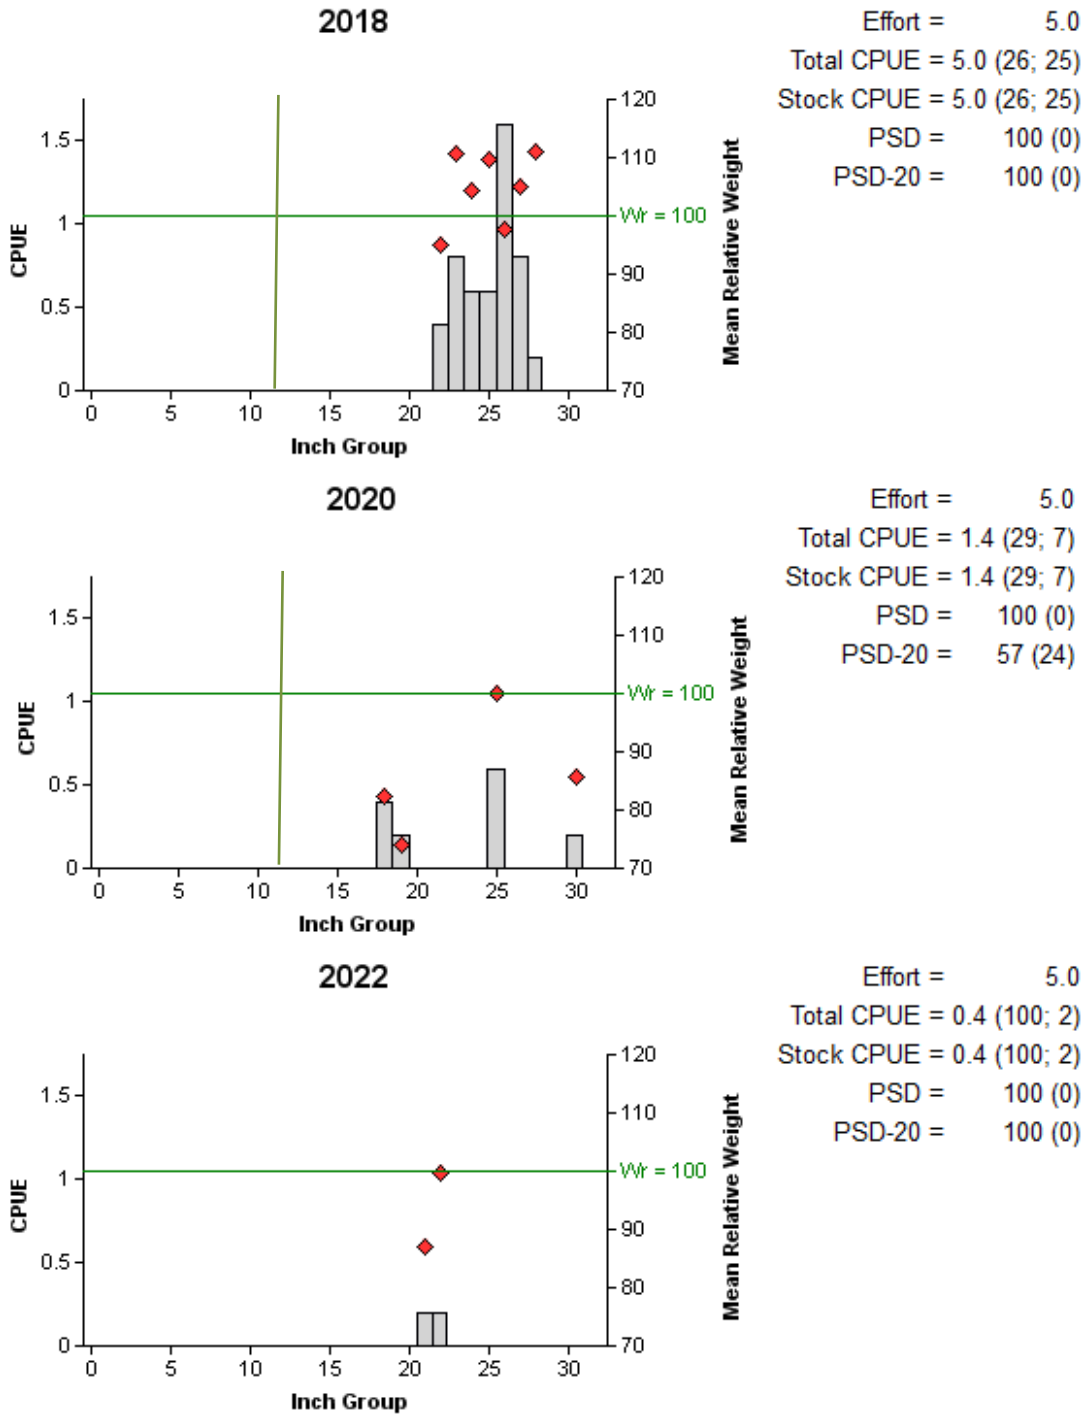 2018
Effort = 5.0
Total CPUE = 5.0 (26; 25)
Stock CPUE = 5.0 (26; 25)
PSD = 100 (0)
PSD-20 = 100 (0)
CPUE
1.5
1
0.5
0
120
110
Wr = 100
90
80
70
Mean Relative Weight
0 5 10 15 20 25 30
Inch Group
2020
Effort = 5.0
Total CPUE = 1.4 (29; 7)
Stock CPUE = 1.4 (29; 7)
PSD = 100 (0)
PSD-20 = 57 (24)
CPUE
1.5
1
0.5
0
120
110
Wr = 100
90
80
70
Mean Relative Weight
0 5 10 15 20 25 30
Inch Group
2022
Effort = 5.0
Total CPUE = 0.4 (100; 2)
Stock CPUE = 0.4 (100; 2)
PSD = 100 (0)
PSD-20 = 100 (0)
CPUE
1.5
1
0.5
0
120
110
Wr = 100
90
80
70
Mean Relative Weight
0 5 10 15 20 25 30
Inch Group